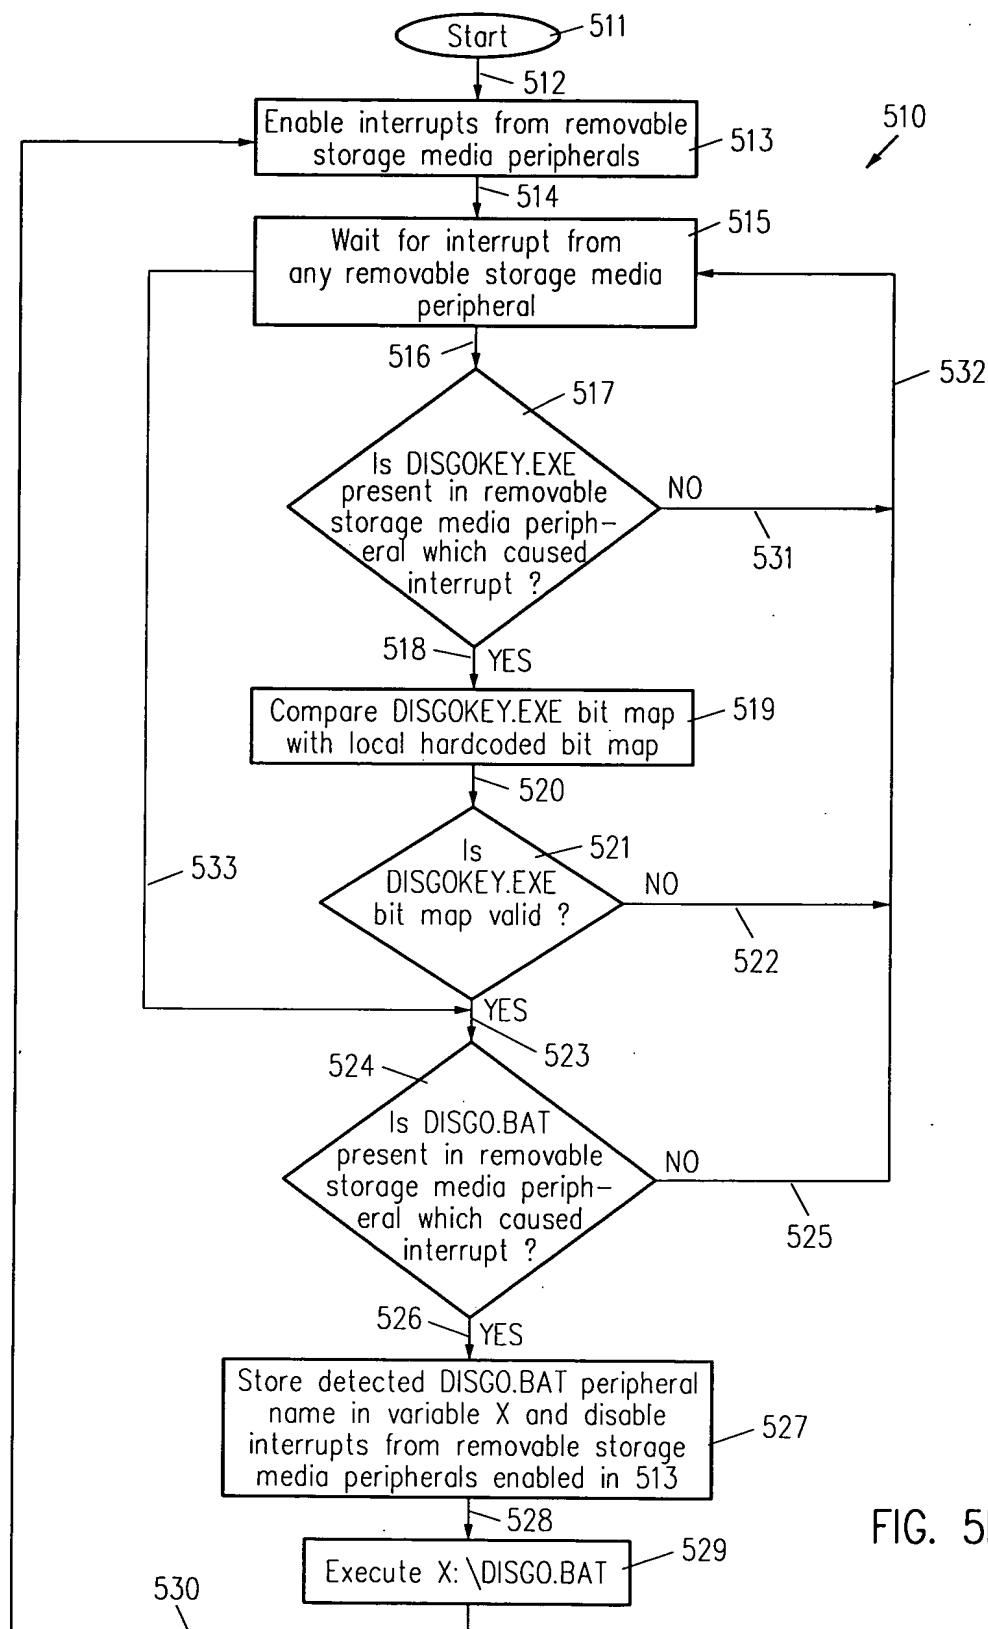 Start
511
512
Enable interrupts from removable
storage media peripherals
513
510
514
515
Wait for interrupt from
any removable storage media
peripheral
516
532
517
Is DISGOKEY.EXE
present in removable
storage media periph-
eral which caused
interrupt ?
NO
531
518
YES
Compare DISGOKEY.EXE bit map
with local hardcoded bit map
519
520
533
Is
DISGOKEY.EXE
bit map valid ?
521
NO
522
YES
523
524
Is DISGO.BAT
present in removable
storage media periph-
eral which caused
interrupt ?
NO
525
526
YES
Store detected DISGO.BAT peripheral
name in variable X and disable
interrupts from removable storage
media peripherals enabled in 513
527
528
FIG. 5
Execute X: \DISGO.BAT
529
530